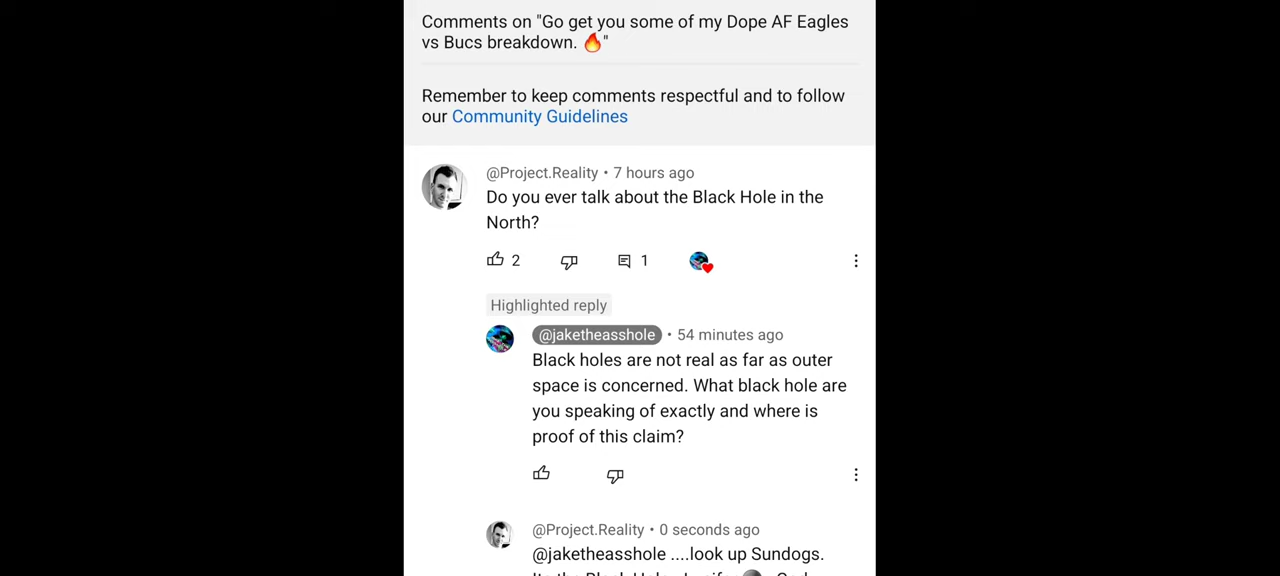 Comments on "Go get you some of my Dope AF Eagles
vs Bucs breakdown. 🔥"
Remember to keep comments respectful and to follow
our Community Guidelines
@Project.Reality • 7 hours ago
Do you ever talk about the Black Hole in the
North?
2
1
Highlighted reply
@jaketheasshole • 54 minutes ago
Black holes are not real as far as outer
space is concerned. What black hole are
you speaking of exactly and where is
proof of this claim?
@Project.Reality • 0 seconds ago
@jaketheasshole ....look up Sundogs.